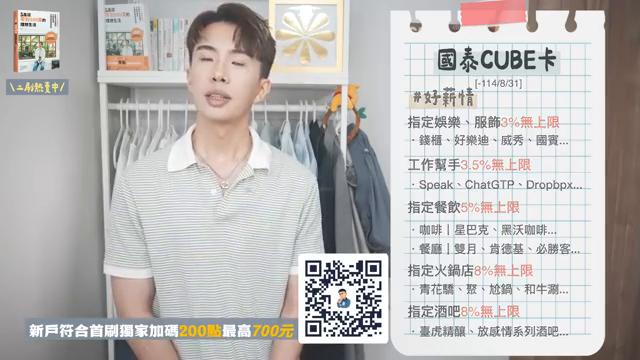 二刷熱賣中
國泰CUBE卡
[-114/8/31]
#好薪情
指定娛樂、服飾3%無上限
·錢櫃、好樂迪、威秀、國賓...
工作幫手3.5%無上限
·Speak、ChatGTP、Dropbpx...
指定餐飲5%無上限
·咖啡｜星巴克、黑沃咖啡...
·餐廳｜雙月、肯德基、必勝客...
指定火鍋店8%無上限
·青花驕、聚、尬鍋、和牛涮...
指定酒吧8%無上限
·臺虎精釀、放感情系列酒吧...
新戶符合首刷獨家加碼200點最高700元